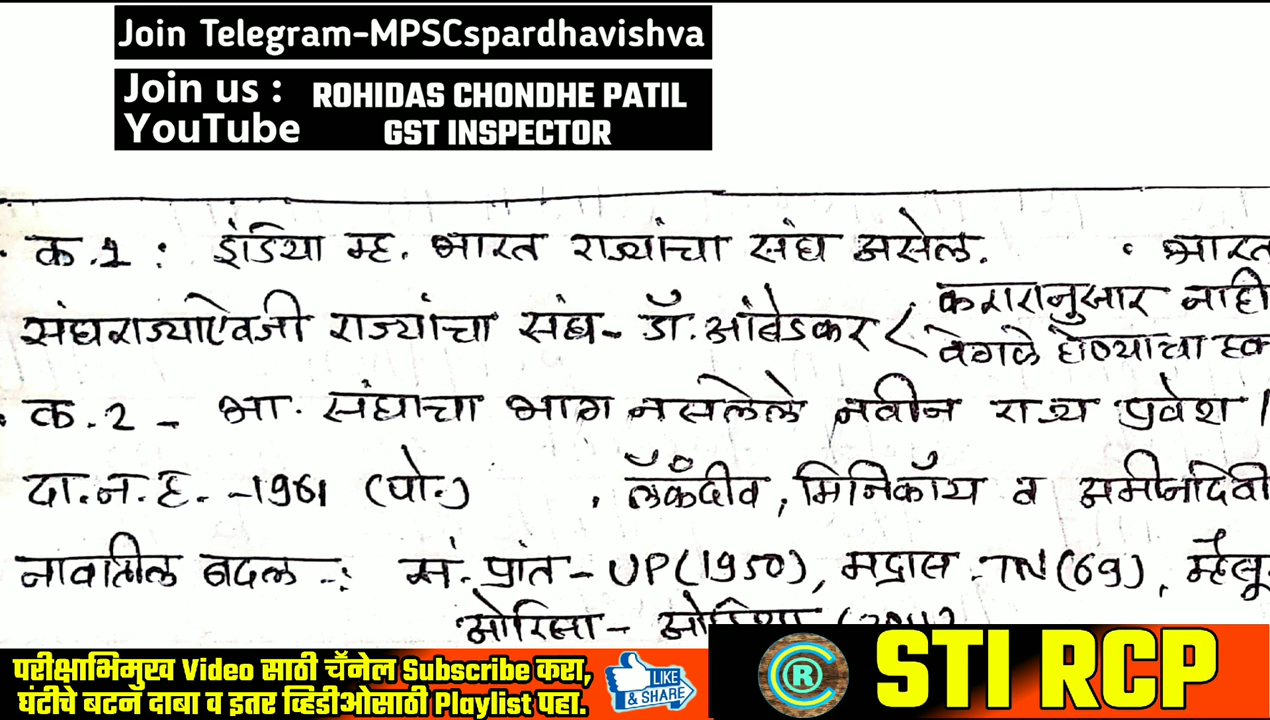 Join Telegram-MPSCspardhavishva
Join us : ROHIDAS CHONDHE PATIL
YouTube GST INSPECTOR
क.1 : इंडिया म्ह. भारत राज्यांचा संघ असेल. • भारत
संघराज्याऐवजी राज्यांचा संघ - डॉ. आंबेडकर < करारानुसार नाही
वेगळे होण्याचा हक
क.2 - भा. संघाचा भाग नसलेले नवीन राज्य प्रवेश /
दा.न.ह. -1961 (पो.) , लॅकॅदीव, मिनिकॉय व अमीनदिवी
नावातील बदल -: सं. प्रांत - UP (1950), मद्रास - TN (69), म्हैसू
ओरिसा - ओडिशा (2011)
परीक्षाभिमुख Video साठी चॅनेल Subscribe करा,
घंटीचे बटन दाबा व इतर व्हिडीओसाठी Playlist पहा.
LIKE
& SHARE
R
STI RCP